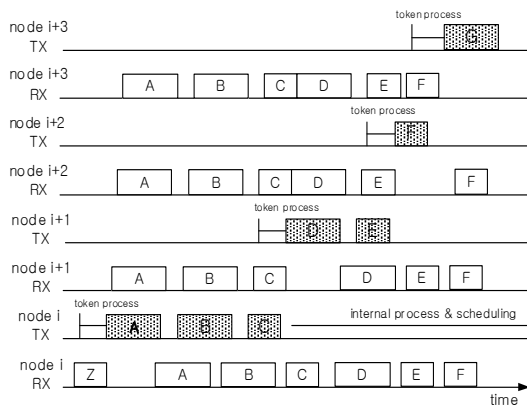 token process
node i+3
TX
G
node i+3
RX
A B C D E F
token process
node i+2
TX
F
node i+2
RX
A B C D E F
token process
node i+1
TX
D E
node i+1
RX
A B C D E F
token process
internal process & scheduling
node i
TX
A B C
node i
RX
Z A B C D E F
time